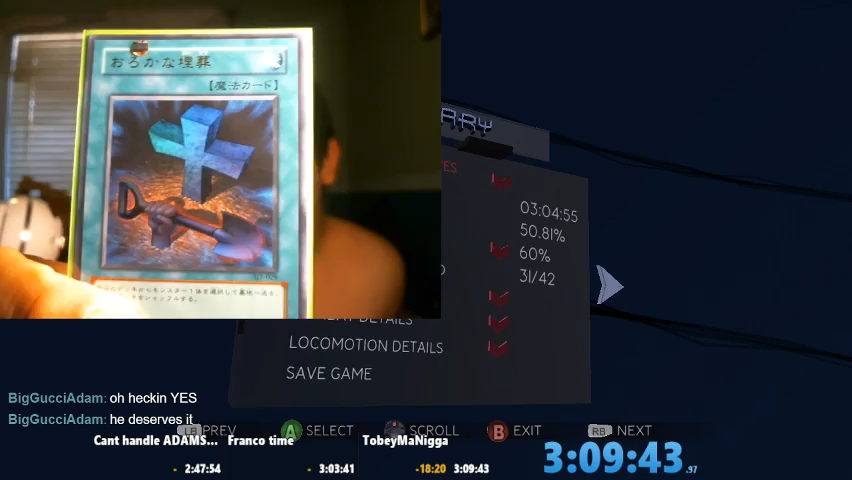 おろかな埋葬
【魔法カード】
ARY
03:04:55
50.81%
60%
31/42
LOCOMOTION DETAILS
SAVE GAME
BigGucciAdam: oh heckin YES
BigGucciAdam: he deserves it
LB PREV A SELECT SCROLL B EXIT RB NEXT
Cant handle ADAMS... Franco time TobeyMaNigga
- 2:47:54 - 3:03:41 -18:20 3:09:43
3:09:43.97